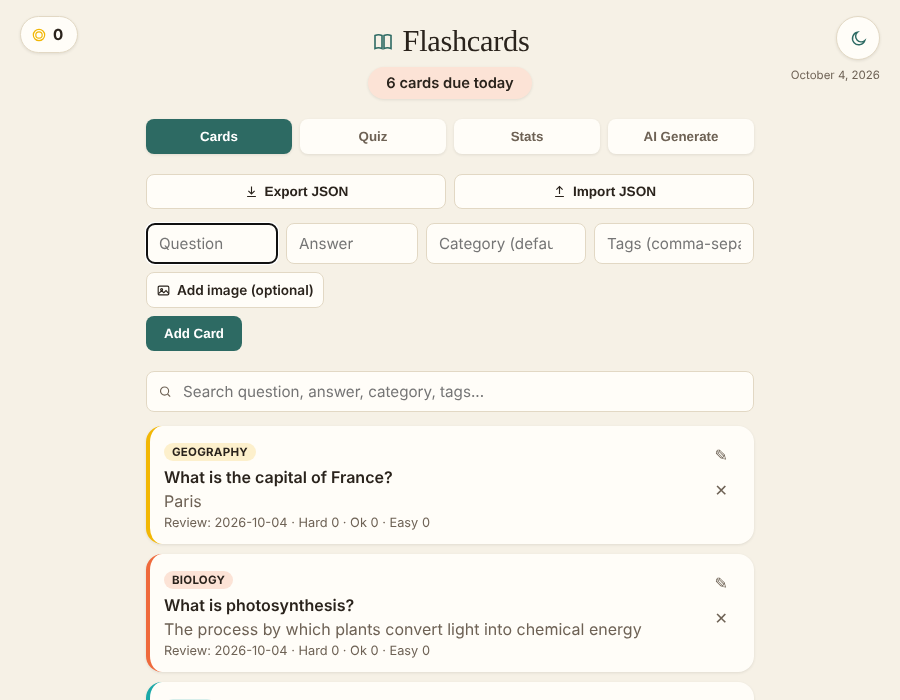 0
Flashcards
6 cards due today
October 4, 2026
Cards
Quiz
Stats
AI Generate
Export JSON
Import JSON
Question
Answer
Category (defau
Tags (comma-sepa
Add image (optional)
Add Card
Search question, answer, category, tags...
GEOGRAPHY
What is the capital of France?
Paris
Review: 2026-10-04 · Hard 0 · Ok 0 · Easy 0
BIOLOGY
What is photosynthesis?
The process by which plants convert light into chemical energy
Review: 2026-10-04 · Hard 0 · Ok 0 · Easy 0